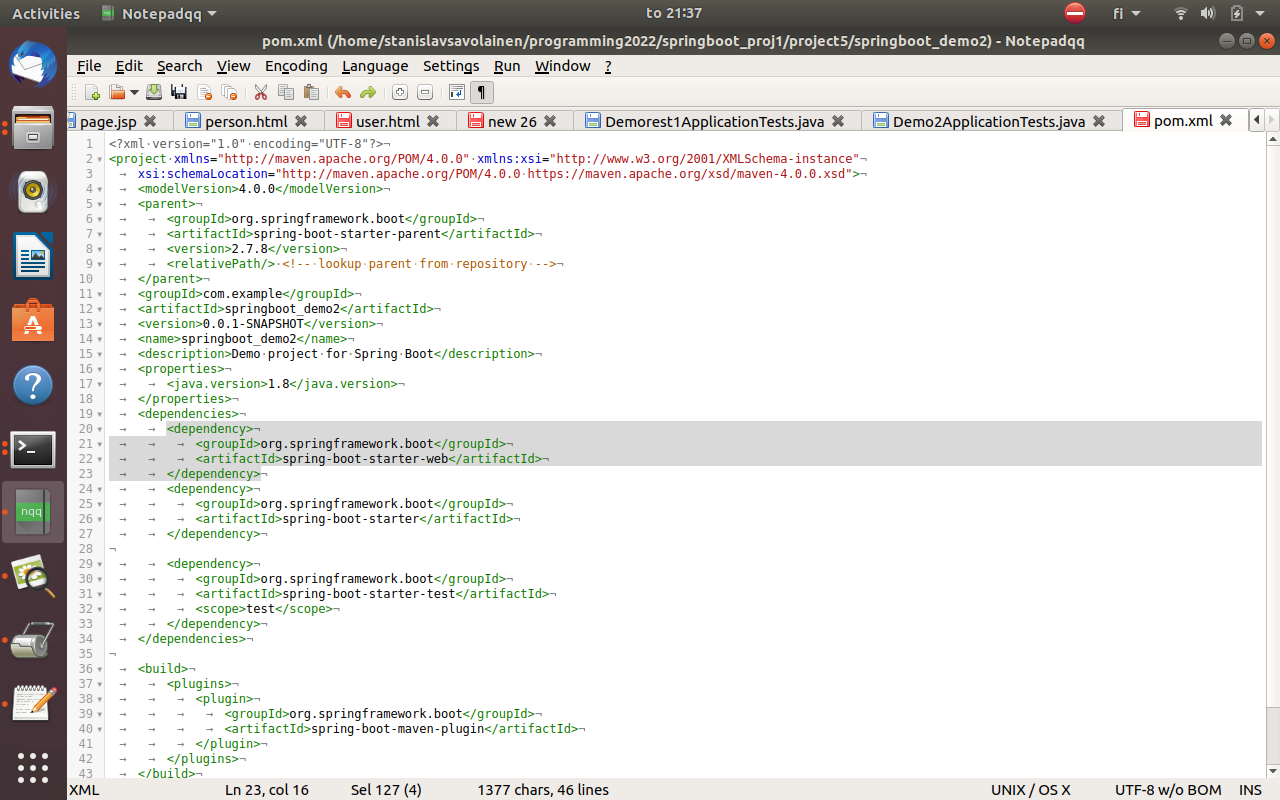 Activities Notepadqq to 21:37 fi
pom.xml (/home/stanislavsavolainen/programming2022/springboot_proj1/project5/springboot_demo2) - Notepadqq
File Edit Search View Encoding Language Settings Run Window ?
page.jsp person.html user.html new 26 Demorest1ApplicationTests.java Demo2ApplicationTests.java pom.xml
1 <?xml version="1.0" encoding="UTF-8"?>
2 <project xmlns="http://maven.apache.org/POM/4.0.0" xmlns:xsi="http://www.w3.org/2001/XMLSchema-instance"
3 xsi:schemaLocation="http://maven.apache.org/POM/4.0.0 https://maven.apache.org/xsd/maven-4.0.0.xsd">
4 <modelVersion>4.0.0</modelVersion>
5 <parent>
6 <groupId>org.springframework.boot</groupId>
7 <artifactId>spring-boot-starter-parent</artifactId>
8 <version>2.7.8</version>
9 <relativePath/> <!-- lookup parent from repository -->
10 </parent>
11 <groupId>com.example</groupId>
12 <artifactId>springboot_demo2</artifactId>
13 <version>0.0.1-SNAPSHOT</version>
14 <name>springboot_demo2</name>
15 <description>Demo project for Spring Boot</description>
16 <properties>
17 <java.version>1.8</java.version>
18 </properties>
19 <dependencies>
20 <dependency>
21 <groupId>org.springframework.boot</groupId>
22 <artifactId>spring-boot-starter-web</artifactId>
23 </dependency>
24 <dependency>
25 <groupId>org.springframework.boot</groupId>
26 <artifactId>spring-boot-starter</artifactId>
27 </dependency>
28
29 <dependency>
30 <groupId>org.springframework.boot</groupId>
31 <artifactId>spring-boot-starter-test</artifactId>
32 <scope>test</scope>
33 </dependency>
34 </dependencies>
35
36 <build>
37 <plugins>
38 <plugin>
39 <groupId>org.springframework.boot</groupId>
40 <artifactId>spring-boot-maven-plugin</artifactId>
41 </plugin>
42 </plugins>
43 </build>
nqq
XML Ln 23, col 16 Sel 127 (4) 1377 chars, 46 lines UNIX / OS X UTF-8 w/o BOM INS